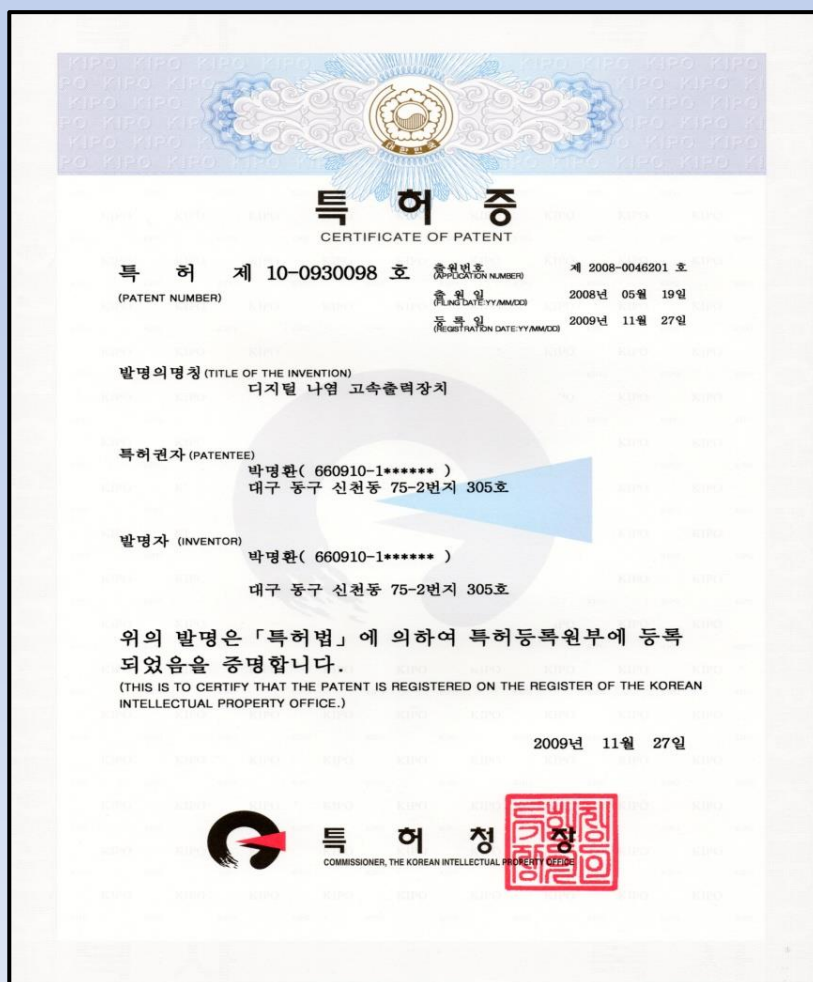 대한민국
특 허 증
CERTIFICATE OF PATENT
특 허 제 10-0930098 호
(PATENT NUMBER)
출원번호 제 2008-0046201 호
(APPLICATION NUMBER)
출 원 일 2008년 05월 19일
(FILING DATE:YY/MM/DD)
등 록 일 2009년 11월 27일
(REGISTRATION DATE:YY/MM/DD)
발명의명칭 (TITLE OF THE INVENTION)
디지털 나염 고속출력장치
특허권자 (PATENTEE)
박명환( 660910-1****** )
대구 동구 신천동 75-2번지 305호
발명자 (INVENTOR)
박명환( 660910-1****** )
대구 동구 신천동 75-2번지 305호
위의 발명은 「특허법」에 의하여 특허등록원부에 등록
되었음을 증명합니다.
(THIS IS TO CERTIFY THAT THE PATENT IS REGISTERED ON THE REGISTER OF THE KOREAN
INTELLECTUAL PROPERTY OFFICE.)
2009년 11월 27일
특 허 청 장
COMMISSIONER, THE KOREAN INTELLECTUAL PROPERTY OFFICE